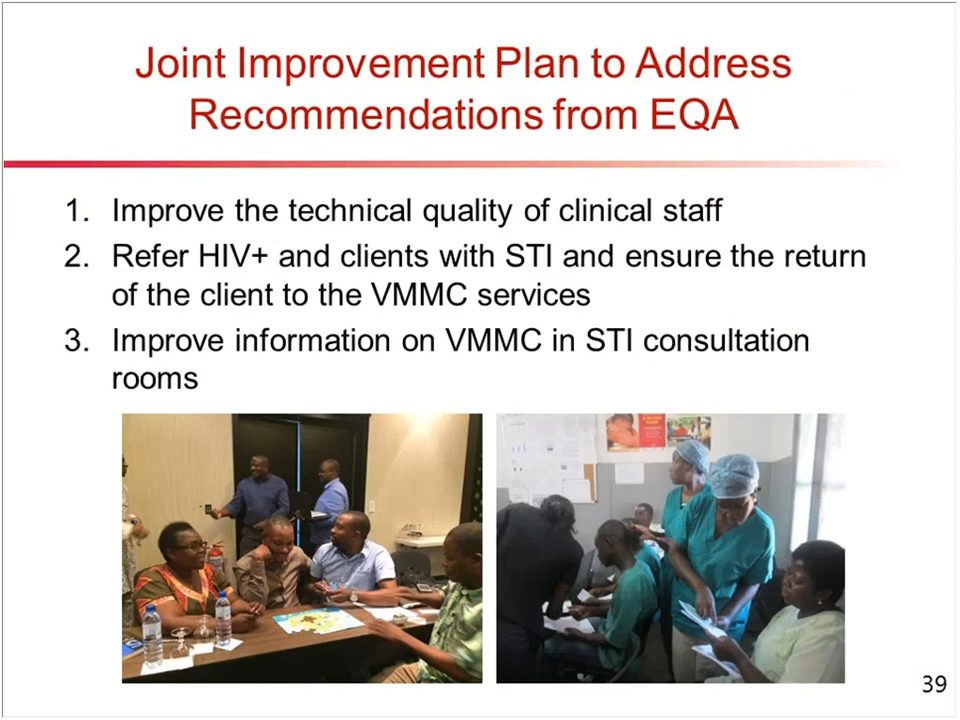 Joint Improvement Plan to Address
Recommendations from EQA
1. Improve the technical quality of clinical staff
2. Refer HIV+ and clients with STI and ensure the return
of the client to the VMMC services
3. Improve information on VMMC in STI consultation
rooms
39